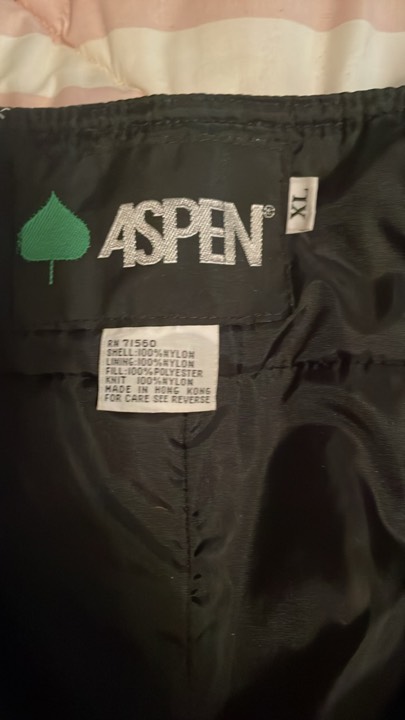 ASPEN®
XL
RN 71560
SHELL:100%NYLON
LINING:100%NYLON
FILL:100%POLYESTER
KNIT 100%NYLON
MADE IN HONG KONG
FOR CARE SEE REVERSE